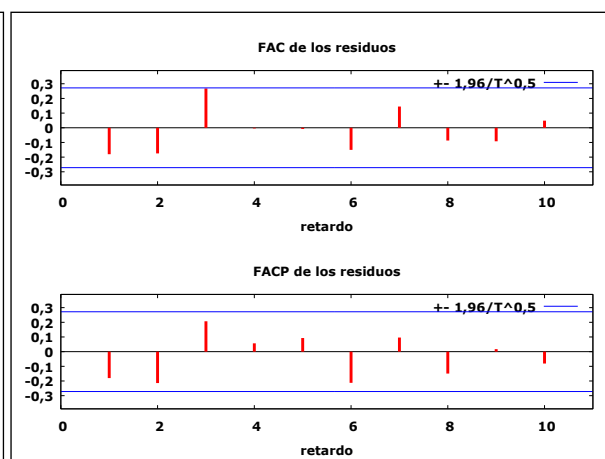 FAC de los residuos
+- 1,96/T^0,5
0,3
0,2
0,1
0
-0,1
-0,2
-0,3
0 2 4 6 8 10
retardo
FACP de los residuos
+- 1,96/T^0,5
0,3
0,2
0,1
0
-0,1
-0,2
-0,3
0 2 4 6 8 10
retardo